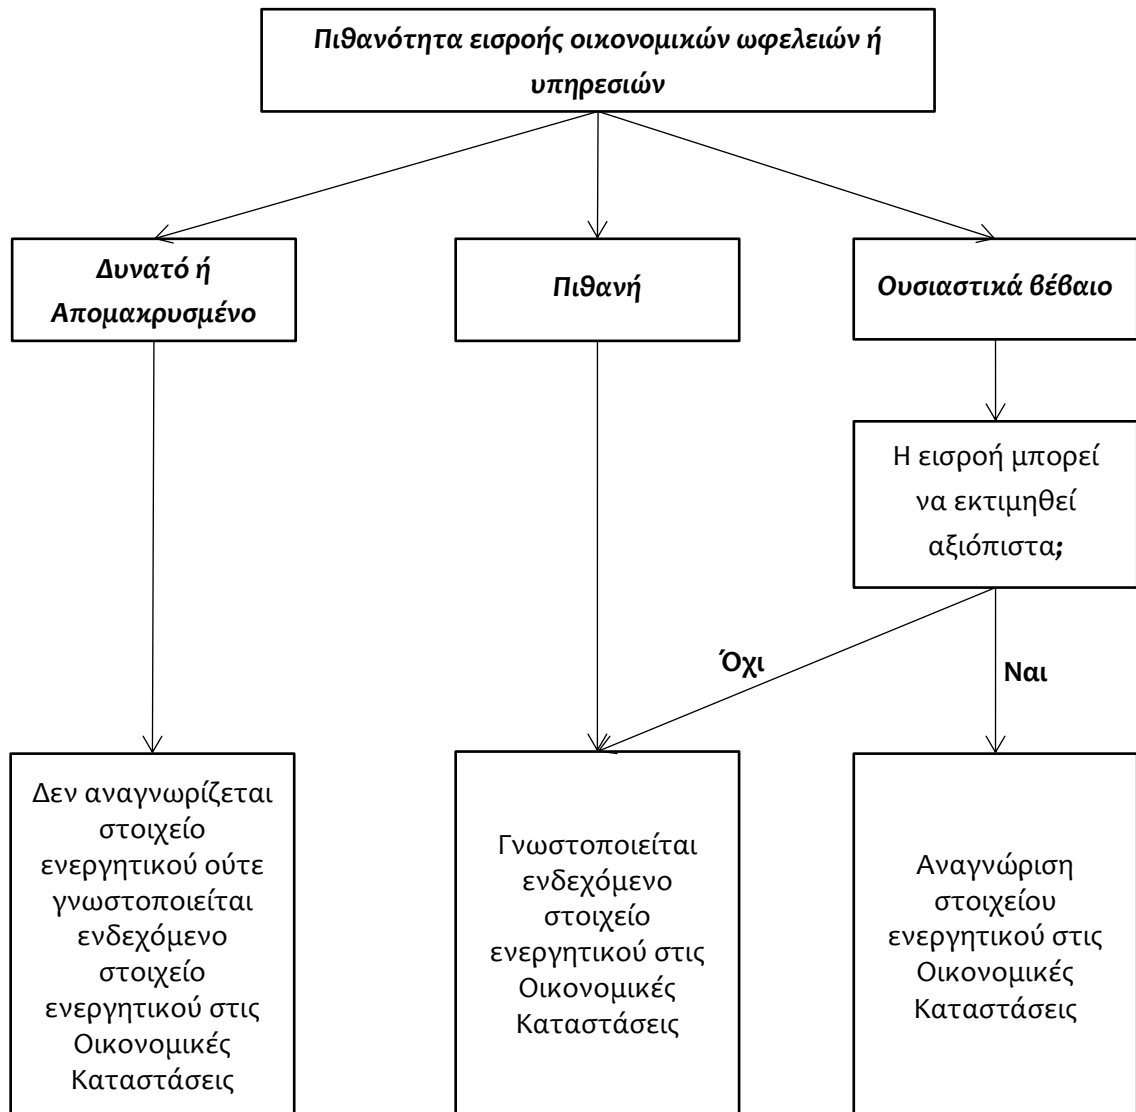 Πιθανότητα εισροής οικονομικών ωφελειών ή
υπηρεσιών
Δυνατό ή
Απομακρυσμένο
Πιθανή
Ουσιαστικά βέβαιο
Η εισροή μπορεί
να εκτιμηθεί
αξιόπιστα;
Όχι
Ναι
Δεν αναγνωρίζεται
στοιχείο
ενεργητικού ούτε
γνωστοποιείται
ενδεχόμενο
στοιχείο
ενεργητικού στις
Οικονομικές
Καταστάσεις
Γνωστοποιείται
ενδεχόμενο
στοιχείο
ενεργητικού στις
Οικονομικές
Καταστάσεις
Αναγνώριση
στοιχείου
ενεργητικού στις
Οικονομικές
Καταστάσεις